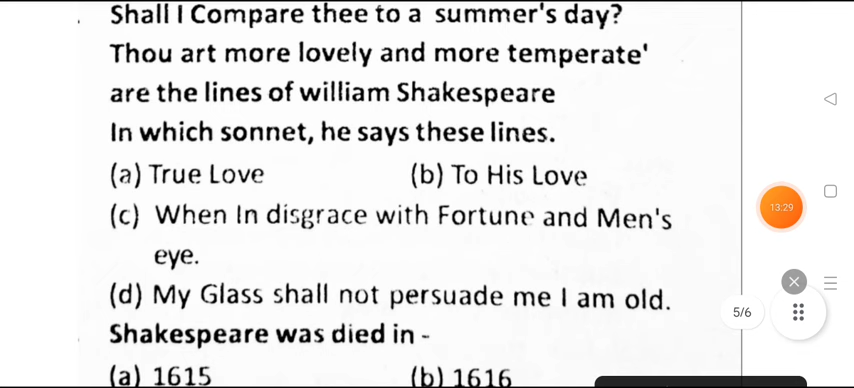 Shall I Compare thee to a summer's day?
Thou art more lovely and more temperate'
are the lines of william Shakespeare
In which sonnet, he says these lines.
(a) True Love (b) To His Love
(c) When In disgrace with Fortune and Men's
eye.
(d) My Glass shall not persuade me I am old.
Shakespeare was died in -
(a) 1615 (b) 1616
13:29
5/6